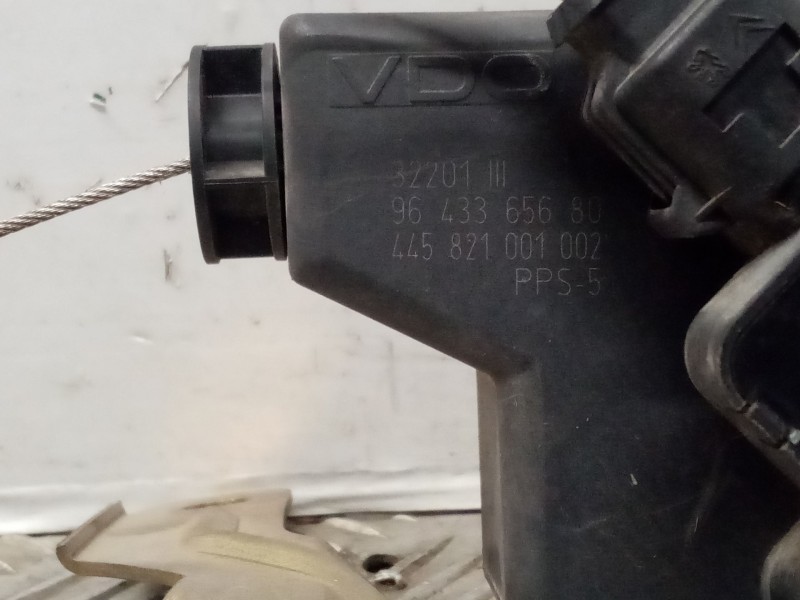 VDO
32201 III
96 433 656 80
445 821 001 002
PPS-5